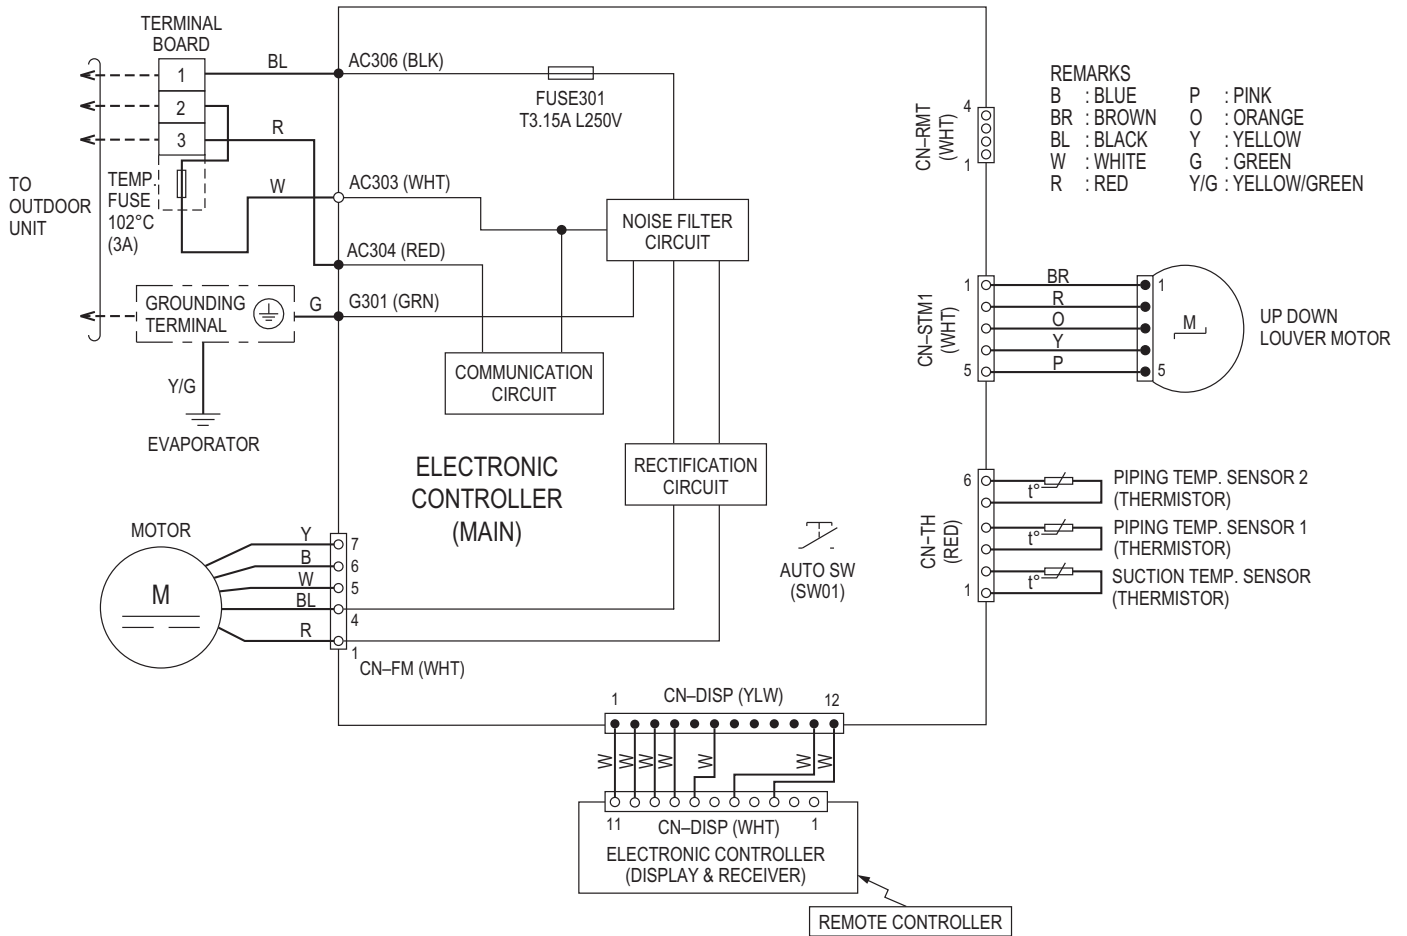 TERMINAL
BOARD
1
2
3
BL
R
W
TO
OUTDOOR
UNIT
TEMP.
FUSE
102°C
(3A)
GROUNDING
TERMINAL
G
Y/G
EVAPORATOR
AC306 (BLK)
FUSE301
T3.15A L250V
AC303 (WHT)
AC304 (RED)
G301 (GRN)
NOISE FILTER
CIRCUIT
COMMUNICATION
CIRCUIT
RECTIFICATION
CIRCUIT
ELECTRONIC
CONTROLLER
(MAIN)
AUTO SW
(SW01)
MOTOR
M
Y
B
W
BL
R
7
6
5
4
1
CN–FM (WHT)
4
CN–RMT
(WHT)
1
REMARKS
B : BLUE P : PINK
BR : BROWN O : ORANGE
BL : BLACK Y : YELLOW
W : WHITE G : GREEN
R : RED Y/G : YELLOW/GREEN
1
CN–STM1
(WHT)
5
BR
R
O
Y
P
1
5
M
UP DOWN
LOUVER MOTOR
6
CN–TH
(RED)
1
t°
PIPING TEMP. SENSOR 2
(THERMISTOR)
t°
PIPING TEMP. SENSOR 1
(THERMISTOR)
t°
SUCTION TEMP. SENSOR
(THERMISTOR)
1 CN–DISP (YLW) 12
W W W W W W W
11 CN–DISP (WHT) 1
ELECTRONIC CONTROLLER
(DISPLAY & RECEIVER)
REMOTE CONTROLLER